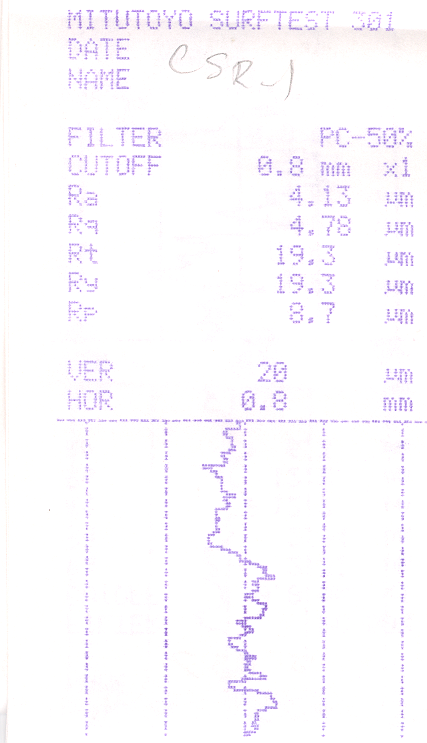 MITUTOYO SURFTEST 301
DATE
NAME CSR-1
FILTER PC-50%
CUTOFF 0.8 mm x1
Ra 4.13 µm
Rq 4.78 µm
Rt 19.3 µm
Ry 19.3 µm
Rp 8.7 µm
VER 20 µm
HOR 0.8 mm